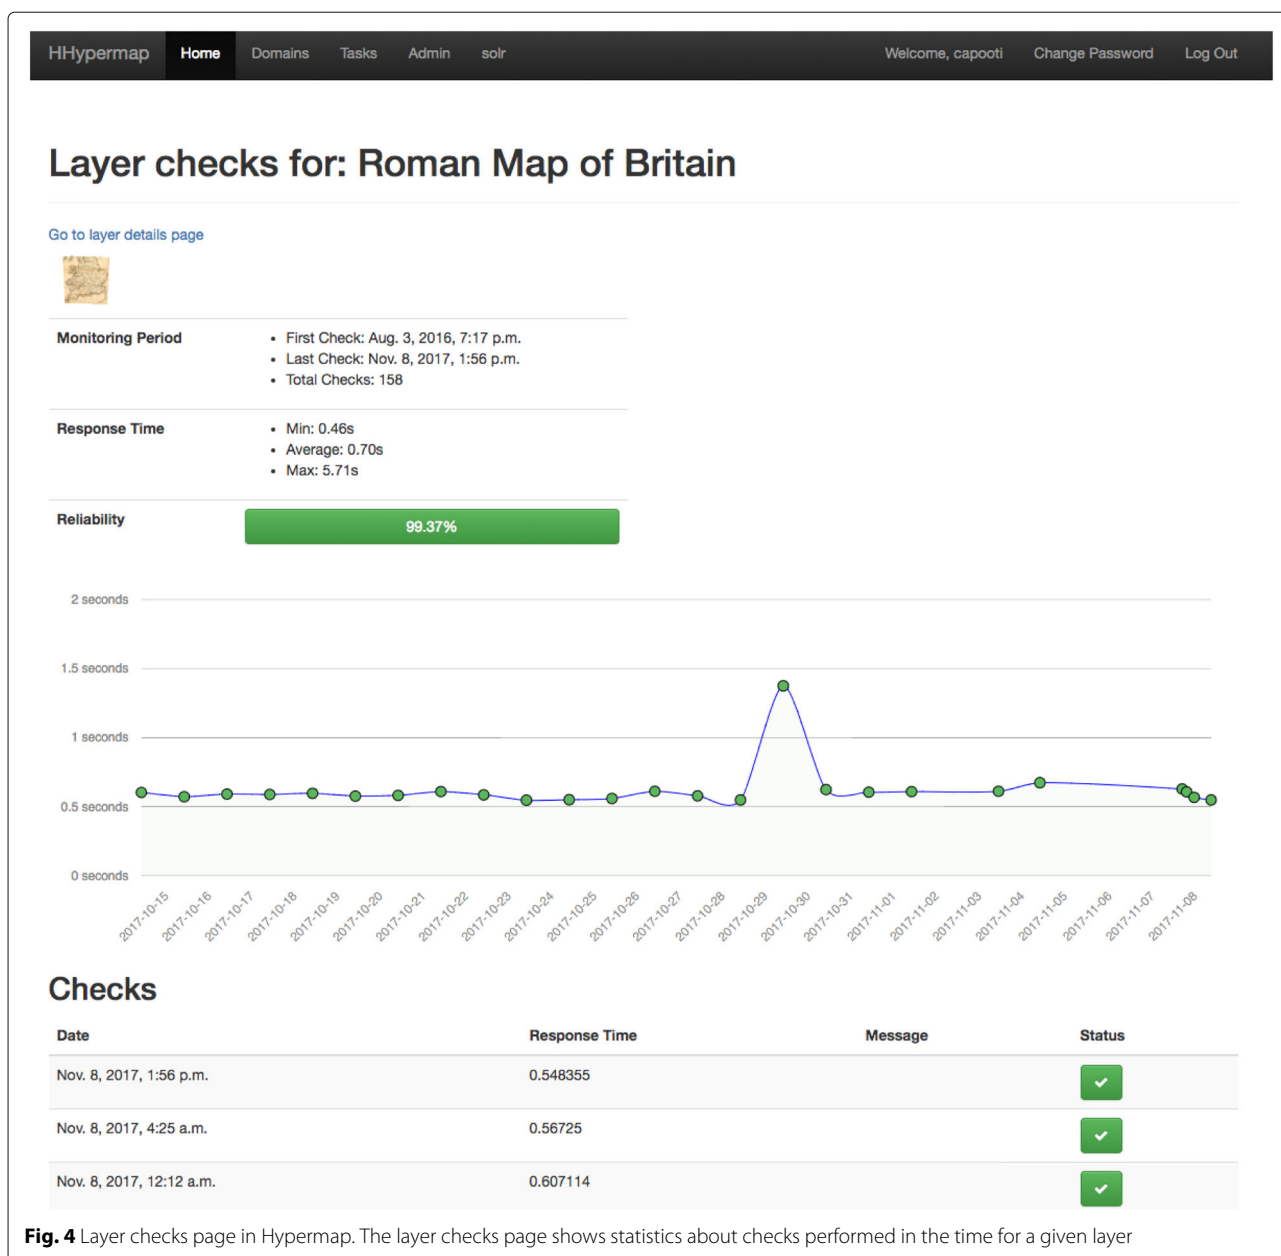 HHypermap Home Domains Tasks Admin solr Welcome, capooti Change Password Log Out
Layer checks for: Roman Map of Britain
Go to layer details page
Monitoring Period
• First Check: Aug. 3, 2016, 7:17 p.m.
• Last Check: Nov. 8, 2017, 1:56 p.m.
• Total Checks: 158
Response Time
• Min: 0.46s
• Average: 0.70s
• Max: 5.71s
Reliability 99.37%
2 seconds
1.5 seconds
1 seconds
0.5 seconds
0 seconds
2017-10-15 2017-10-16 2017-10-17 2017-10-18 2017-10-19 2017-10-20 2017-10-21 2017-10-22 2017-10-23 2017-10-24 2017-10-25 2017-10-26 2017-10-27 2017-10-28 2017-10-29 2017-10-30 2017-10-31 2017-11-01 2017-11-02 2017-11-03 2017-11-04 2017-11-05 2017-11-06 2017-11-07 2017-11-08
Checks
Date Response Time Message Status
Nov. 8, 2017, 1:56 p.m. 0.548355
Nov. 8, 2017, 4:25 a.m. 0.56725
Nov. 8, 2017, 12:12 a.m. 0.607114
Fig. 4 Layer checks page in Hypermap. The layer checks page shows statistics about checks performed in the time for a given layer